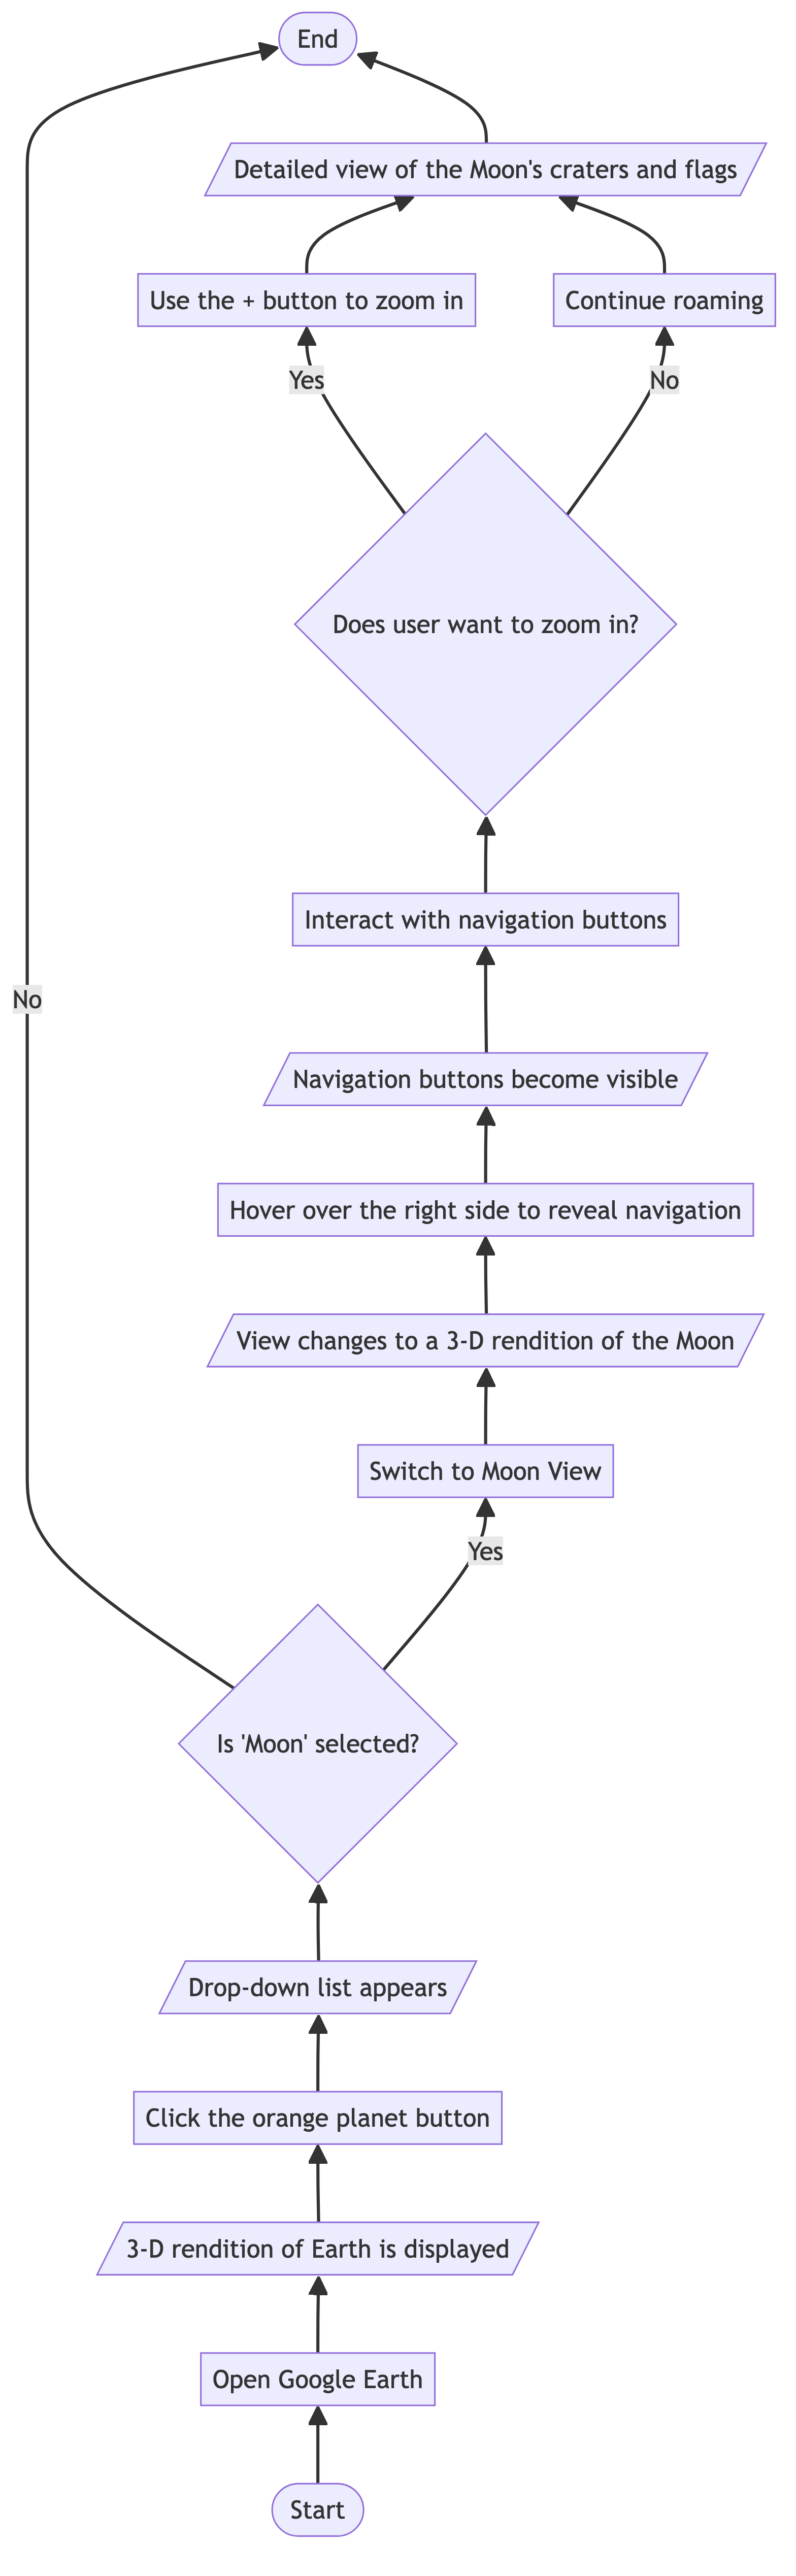 End
Detailed view of the Moon's craters and flags
Use the + button to zoom in
Continue roaming
Yes
No
Does user want to zoom in?
Interact with navigation buttons
No
Navigation buttons become visible
Hover over the right side to reveal navigation
View changes to a 3-D rendition of the Moon
Switch to Moon View
Yes
Is 'Moon' selected?
Drop-down list appears
Click the orange planet button
3-D rendition of Earth is displayed
Open Google Earth
Start